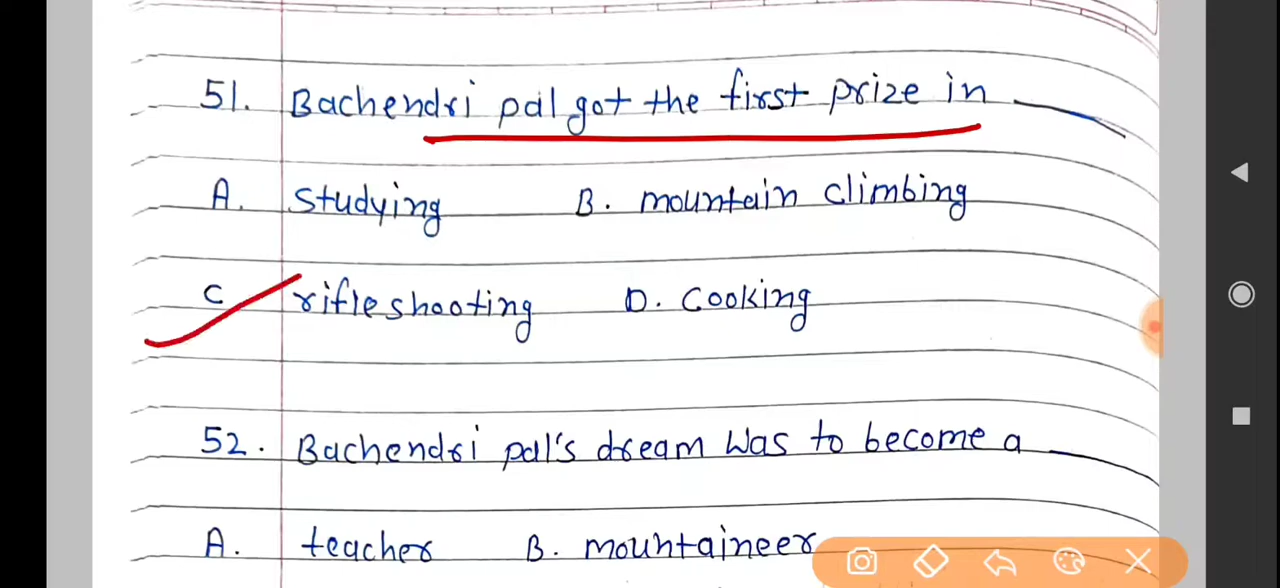 51. Bachendri pal got the first prize in
A. studying B. mountain climbing
C rifle shooting D. cooking
52. Bachendri pal's dream was to become a
A. teacher B. mountaineer